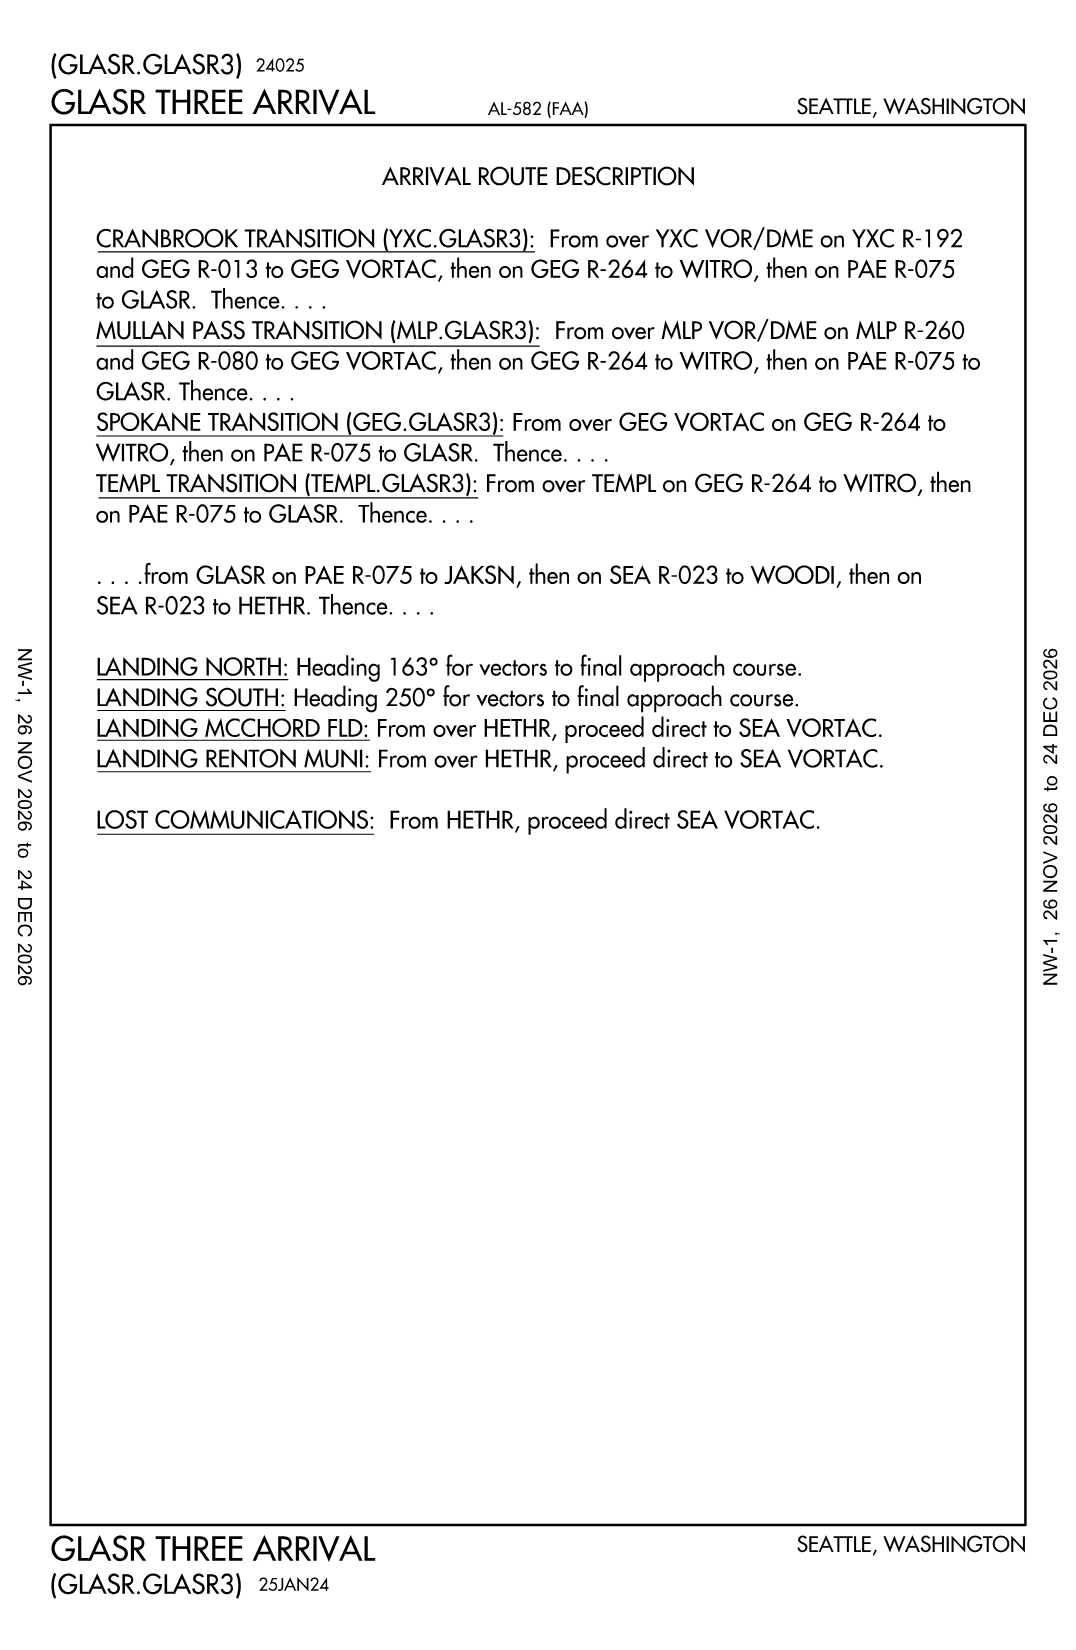 (GLASR.GLASR3) 24025
GLASR THREE ARRIVAL AL-582 (FAA) SEATTLE, WASHINGTON
ARRIVAL ROUTE DESCRIPTION
CRANBROOK TRANSITION (YXC.GLASR3): From over YXC VOR/DME on YXC R-192
and GEG R-013 to GEG VORTAC, then on GEG R-264 to WITRO, then on PAE R-075
to GLASR. Thence. . . .
MULLAN PASS TRANSITION (MLP.GLASR3): From over MLP VOR/DME on MLP R-260
and GEG R-080 to GEG VORTAC, then on GEG R-264 to WITRO, then on PAE R-075 to
GLASR. Thence. . . .
SPOKANE TRANSITION (GEG.GLASR3): From over GEG VORTAC on GEG R-264 to
WITRO, then on PAE R-075 to GLASR. Thence. . . .
TEMPL TRANSITION (TEMPL.GLASR3): From over TEMPL on GEG R-264 to WITRO, then
on PAE R-075 to GLASR. Thence. . . .
. . . .from GLASR on PAE R-075 to JAKSN, then on SEA R-023 to WOODI, then on
SEA R-023 to HETHR. Thence. . . .
LANDING NORTH: Heading 163° for vectors to final approach course.
LANDING SOUTH: Heading 250° for vectors to final approach course.
LANDING MCCHORD FLD: From over HETHR, proceed direct to SEA VORTAC.
LANDING RENTON MUNI: From over HETHR, proceed direct to SEA VORTAC.
LOST COMMUNICATIONS: From HETHR, proceed direct SEA VORTAC.
NW-1, 26 NOV 2026 to 24 DEC 2026
NW-1, 26 NOV 2026 to 24 DEC 2026
GLASR THREE ARRIVAL SEATTLE, WASHINGTON
(GLASR.GLASR3) 25JAN24